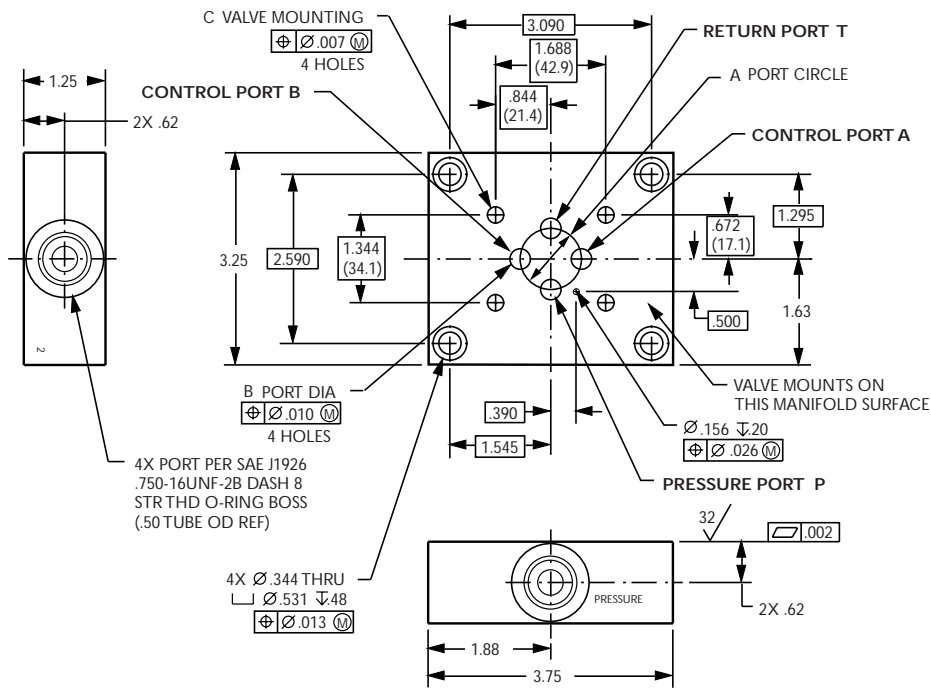 C VALVE MOUNTING
⌖ Ø.007 Ⓜ
4 HOLES
3.090
1.688
(42.9)
.844
(21.4)
RETURN PORT T
A PORT CIRCLE
CONTROL PORT B
CONTROL PORT A
1.25
2X .62
3.25
2.590
1.344
(34.1)
.672
(17.1)
1.295
.500
1.63
2
B PORT DIA
⌖ Ø.010 Ⓜ
4 HOLES
.390
1.545
VALVE MOUNTS ON
THIS MANIFOLD SURFACE
Ø.156 ↧.20
⌖ Ø.026 Ⓜ
PRESSURE PORT P
4X PORT PER SAE J1926
.750-16UNF-2B DASH 8
STR THD O-RING BOSS
(.50 TUBE OD REF)
32
⏥ .002
4X Ø.344 THRU
⌴ Ø.531 ↧.48
⌖ Ø.013 Ⓜ
PRESSURE
2X .62
1.88
3.75